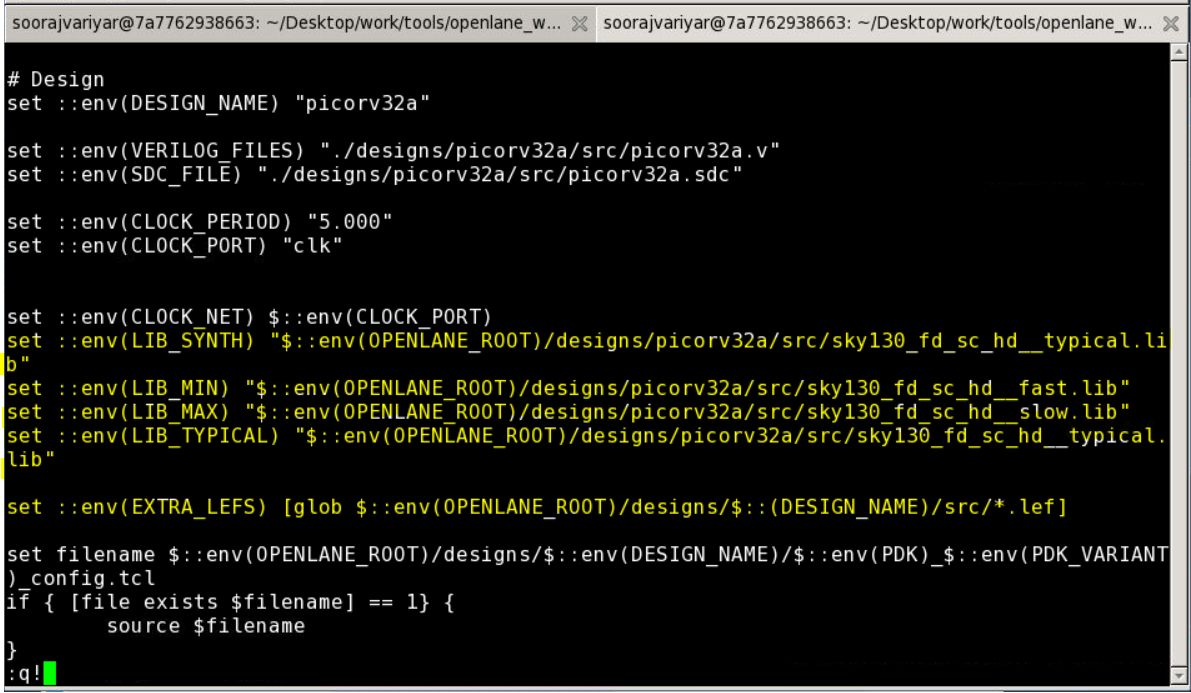 soorajvariyar@7a7762938663: ~/Desktop/work/tools/openlane_w... soorajvariyar@7a7762938663: ~/Desktop/work/tools/openlane_w...
# Design
set ::env(DESIGN_NAME) "picorv32a"
set ::env(VERILOG_FILES) "./designs/picorv32a/src/picorv32a.v"
set ::env(SDC_FILE) "./designs/picorv32a/src/picorv32a.sdc"
set ::env(CLOCK_PERIOD) "5.000"
set ::env(CLOCK_PORT) "clk"
set ::env(CLOCK_NET) $::env(CLOCK_PORT)
set ::env(LIB_SYNTH) "$::env(OPENLANE_ROOT)/designs/picorv32a/src/sky130_fd_sc_hd__typical.li
b"
set ::env(LIB_MIN) "$::env(OPENLANE_ROOT)/designs/picorv32a/src/sky130_fd_sc_hd__fast.lib"
set ::env(LIB_MAX) "$::env(OPENLANE_ROOT)/designs/picorv32a/src/sky130_fd_sc_hd__slow.lib"
set ::env(LIB_TYPICAL) "$::env(OPENLANE_ROOT)/designs/picorv32a/src/sky130_fd_sc_hd__typical.
lib"
set ::env(EXTRA_LEFS) [glob $::env(OPENLANE_ROOT)/designs/$::(DESIGN_NAME)/src/*.lef]
set filename $::env(OPENLANE_ROOT)/designs/$::env(DESIGN_NAME)/$::env(PDK)_$::env(PDK_VARIANT
)_config.tcl
if { [file exists $filename] == 1} {
source $filename
}
:q!